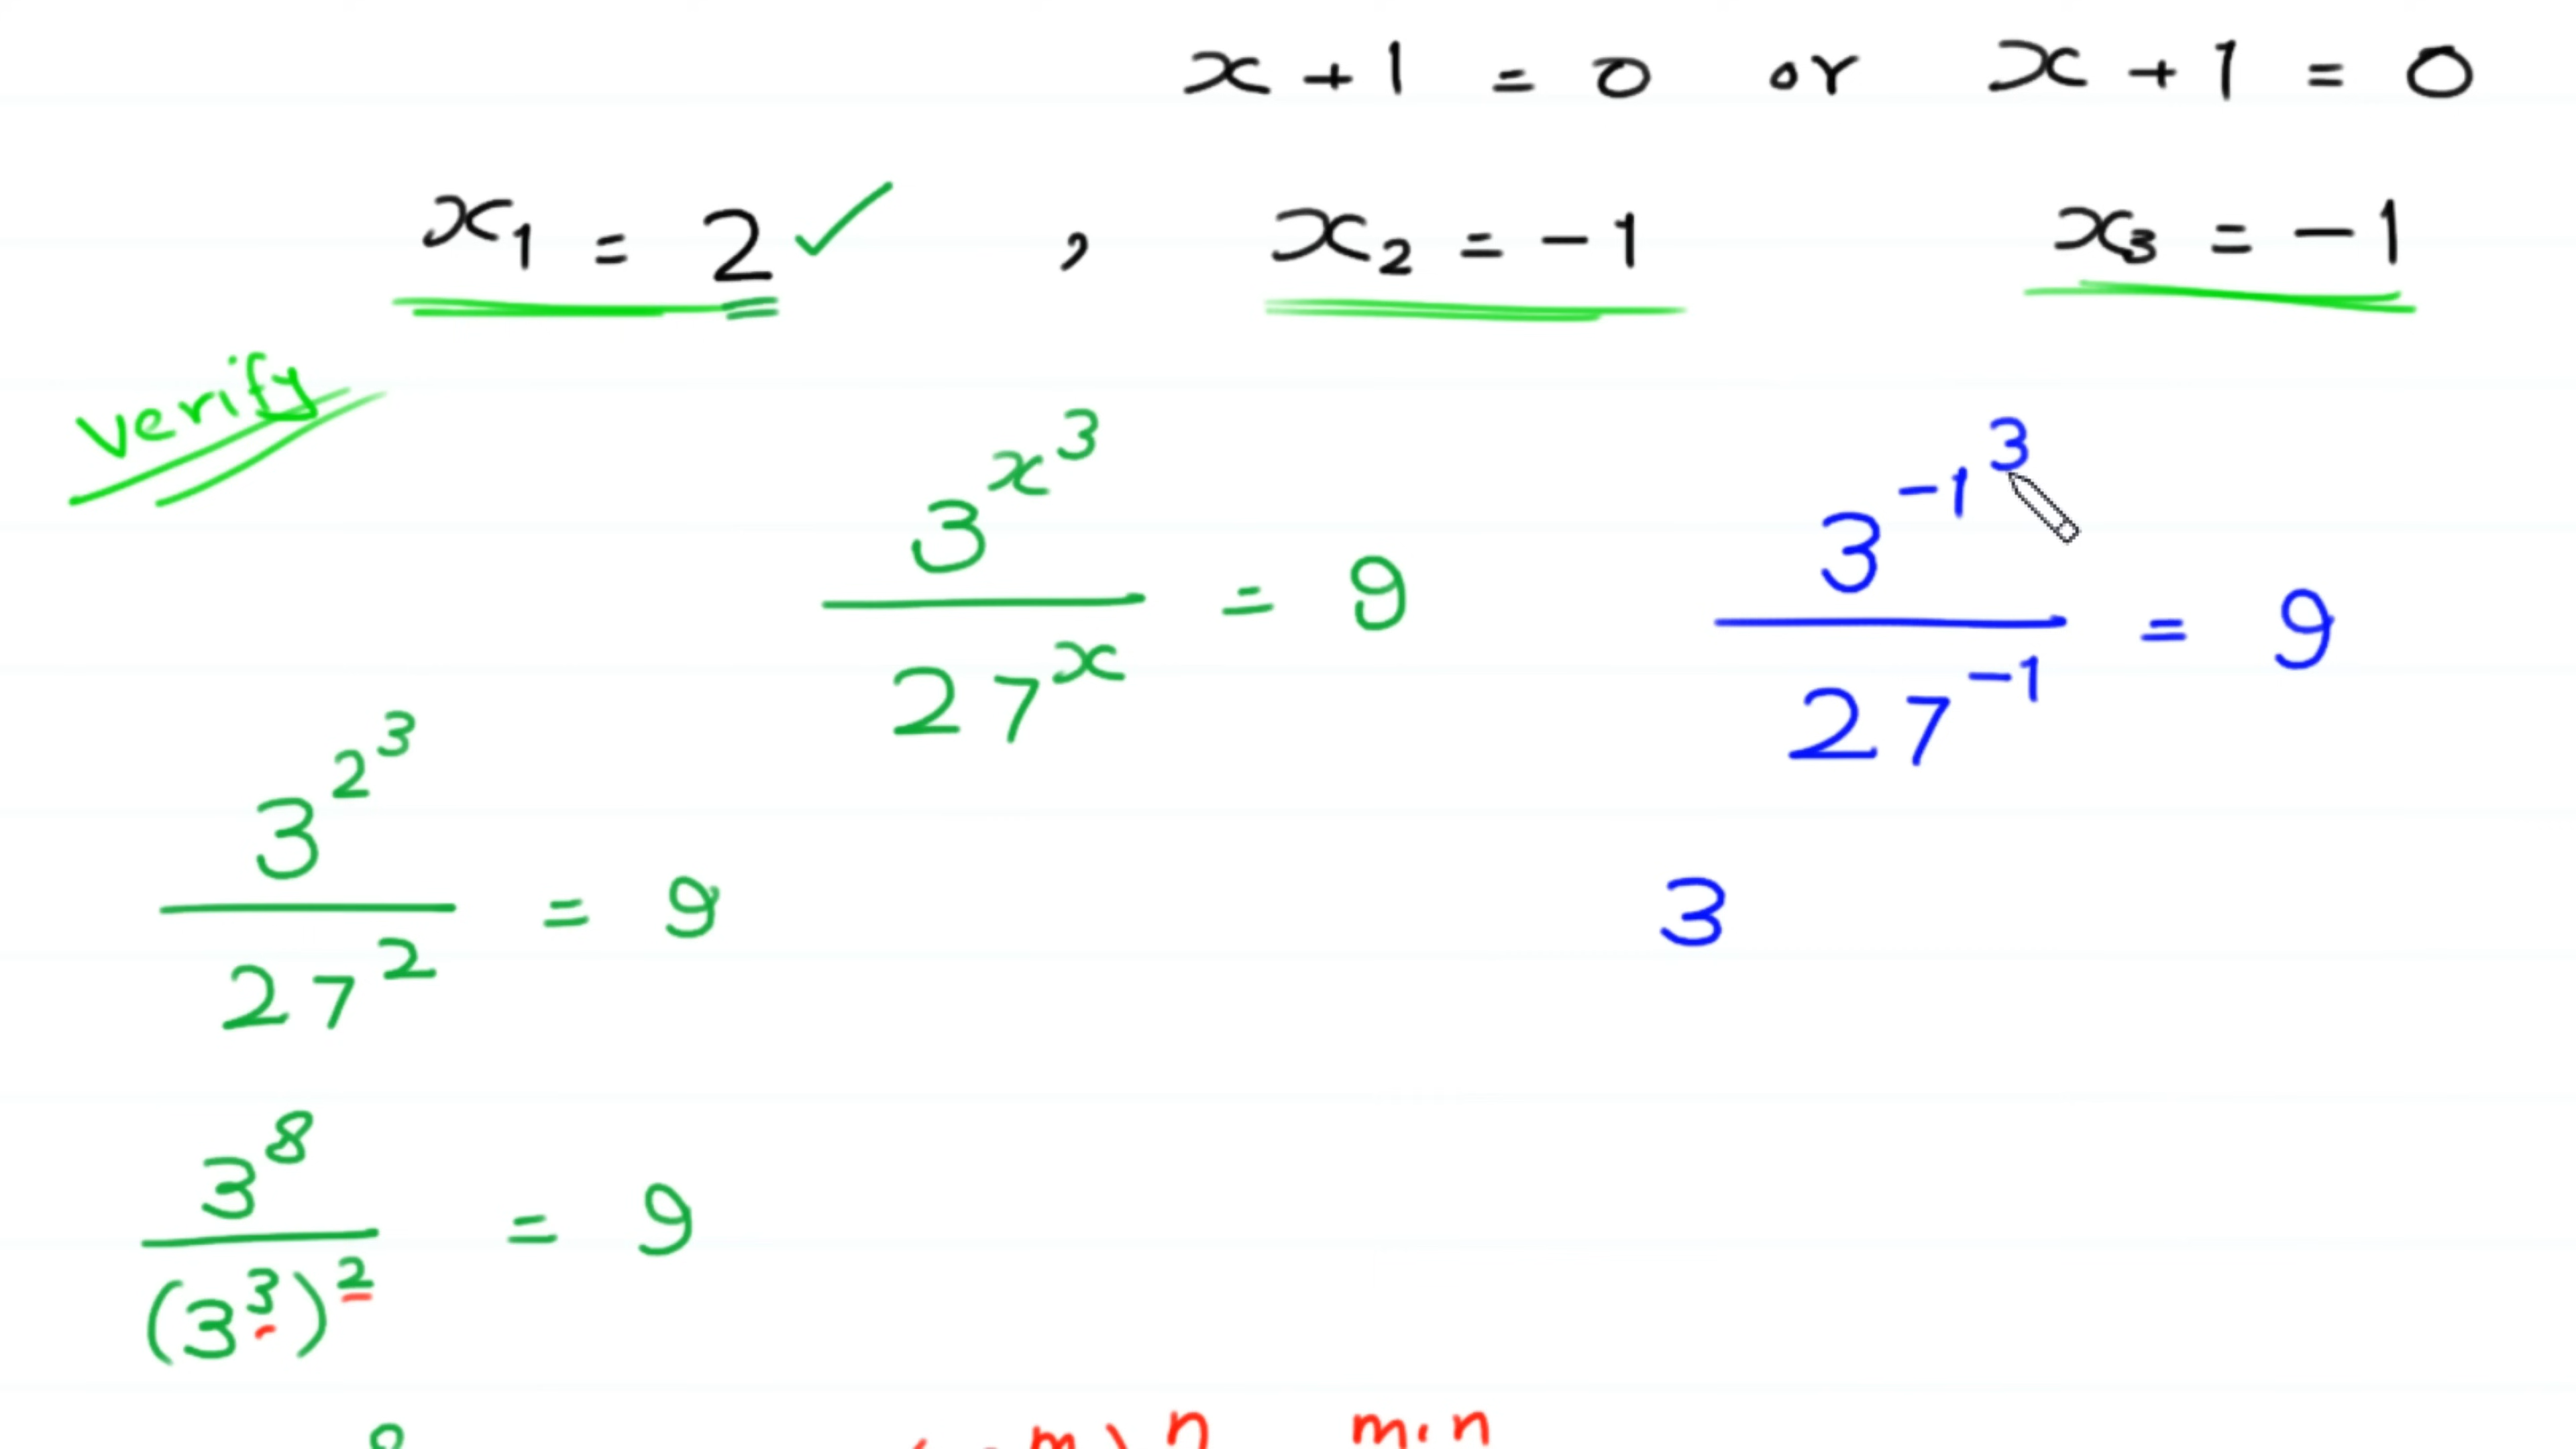 x + 1 = 0 or x + 1 = 0
x₁ = 2 ✓ , x₂ = -1 x₃ = -1
verify
3^x^3 / 27^x = 9
3^-1^3 / 27^-1 = 9
3^2^3 / 27^2 = 9
3
3^8 / (3^3)^2 = 9
m) n m·n